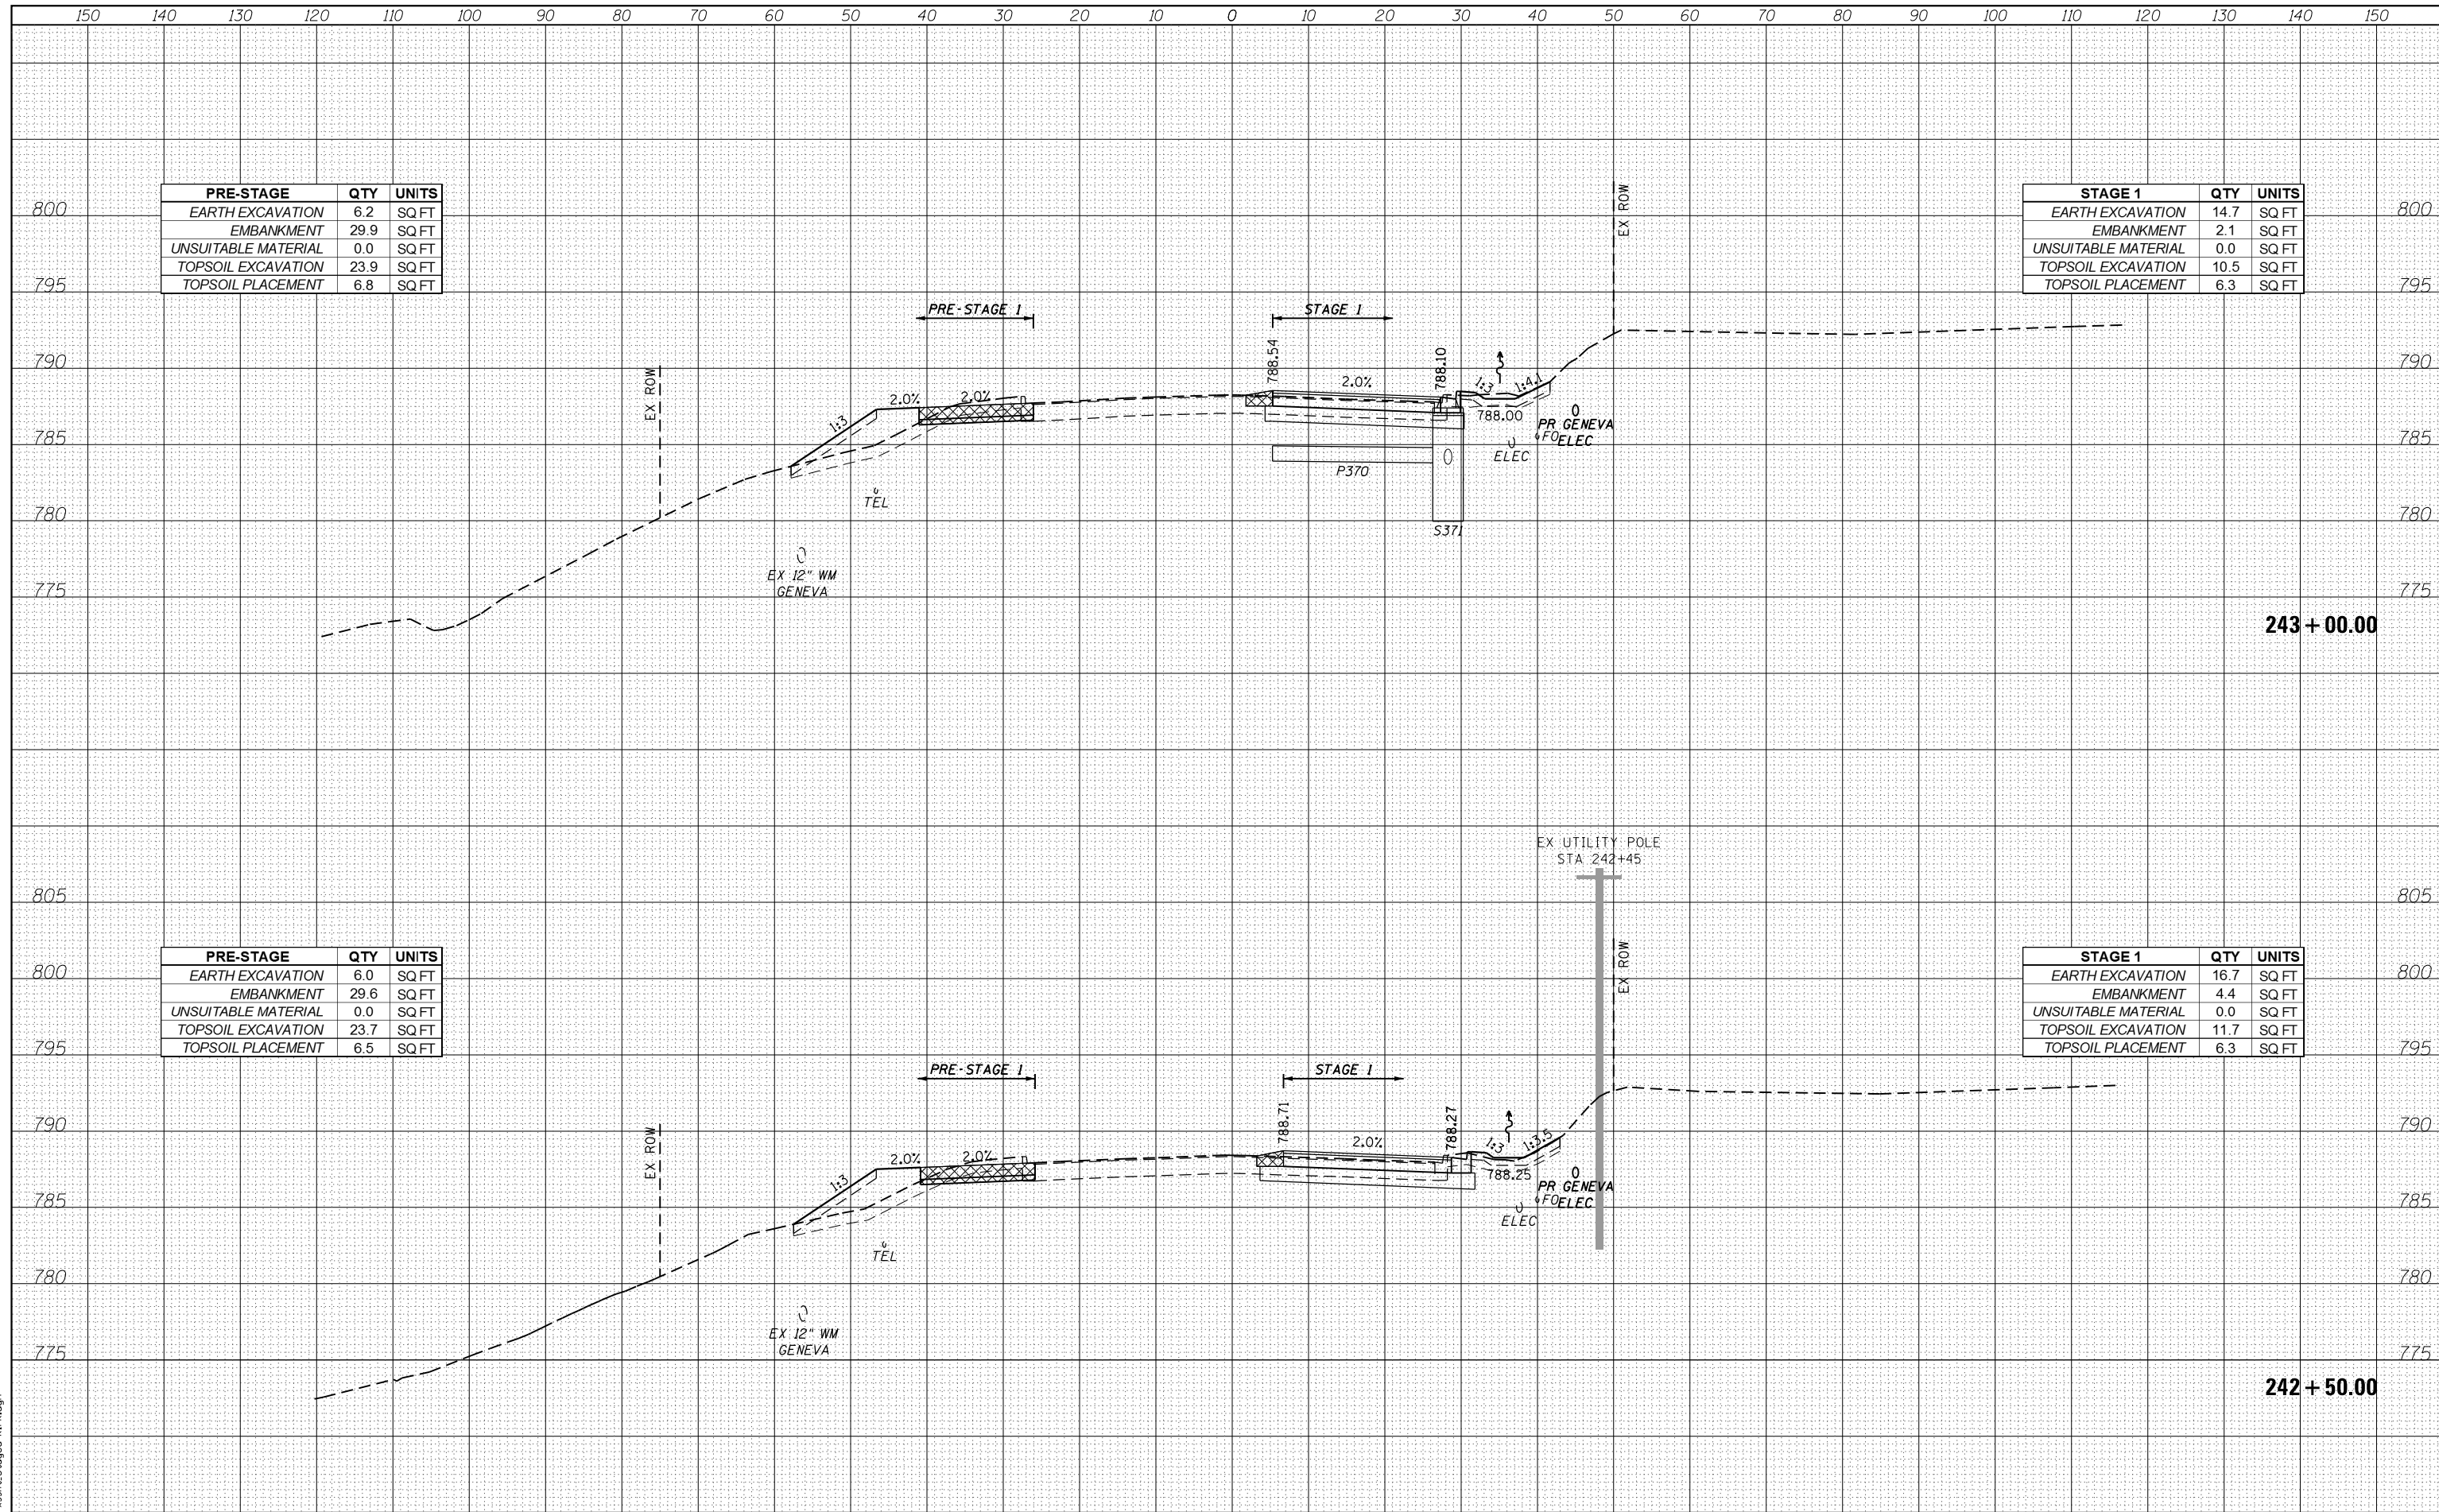 150 140 130 120 110 100 90 80 70 60 50 40 30 20 10 0 10 20 30 40 50 60 70 80 90 100 110 120 130 140 150
PRE-STAGE QTY UNITS
EARTH EXCAVATION 6.2 SQ FT
EMBANKMENT 29.9 SQ FT
UNSUITABLE MATERIAL 0.0 SQ FT
TOPSOIL EXCAVATION 23.9 SQ FT
TOPSOIL PLACEMENT 6.8 SQ FT
STAGE 1 QTY UNITS
EARTH EXCAVATION 14.7 SQ FT
EMBANKMENT 2.1 SQ FT
UNSUITABLE MATERIAL 0.0 SQ FT
TOPSOIL EXCAVATION 10.5 SQ FT
TOPSOIL PLACEMENT 6.3 SQ FT
800 800
795 795
790 790
785 785
780 780
775 775
EX ROW
EX ROW
PRE-STAGE 1
STAGE 1
788.54
788.10
1:3
2.0%
2.0%
2.0%
1:3
1:4.1
788.00
PR GENEVA
FO ELEC
ELEC
P370
S371
TEL
EX 12" WM
GENEVA
243+00.00
EX UTILITY POLE
STA 242+45
805 805
800 800
795 795
790 790
785 785
780 780
775 775
PRE-STAGE QTY UNITS
EARTH EXCAVATION 6.0 SQ FT
EMBANKMENT 29.6 SQ FT
UNSUITABLE MATERIAL 0.0 SQ FT
TOPSOIL EXCAVATION 23.7 SQ FT
TOPSOIL PLACEMENT 6.5 SQ FT
STAGE 1 QTY UNITS
EARTH EXCAVATION 16.7 SQ FT
EMBANKMENT 4.4 SQ FT
UNSUITABLE MATERIAL 0.0 SQ FT
TOPSOIL EXCAVATION 11.7 SQ FT
TOPSOIL PLACEMENT 6.3 SQ FT
EX ROW
EX ROW
PRE-STAGE 1
STAGE 1
788.71
788.27
1:3
2.0%
2.0%
2.0%
1:3
1:3.5
788.25
PR GENEVA
FO ELEC
ELEC
TEL
EX 12" WM
GENEVA
242+50.00